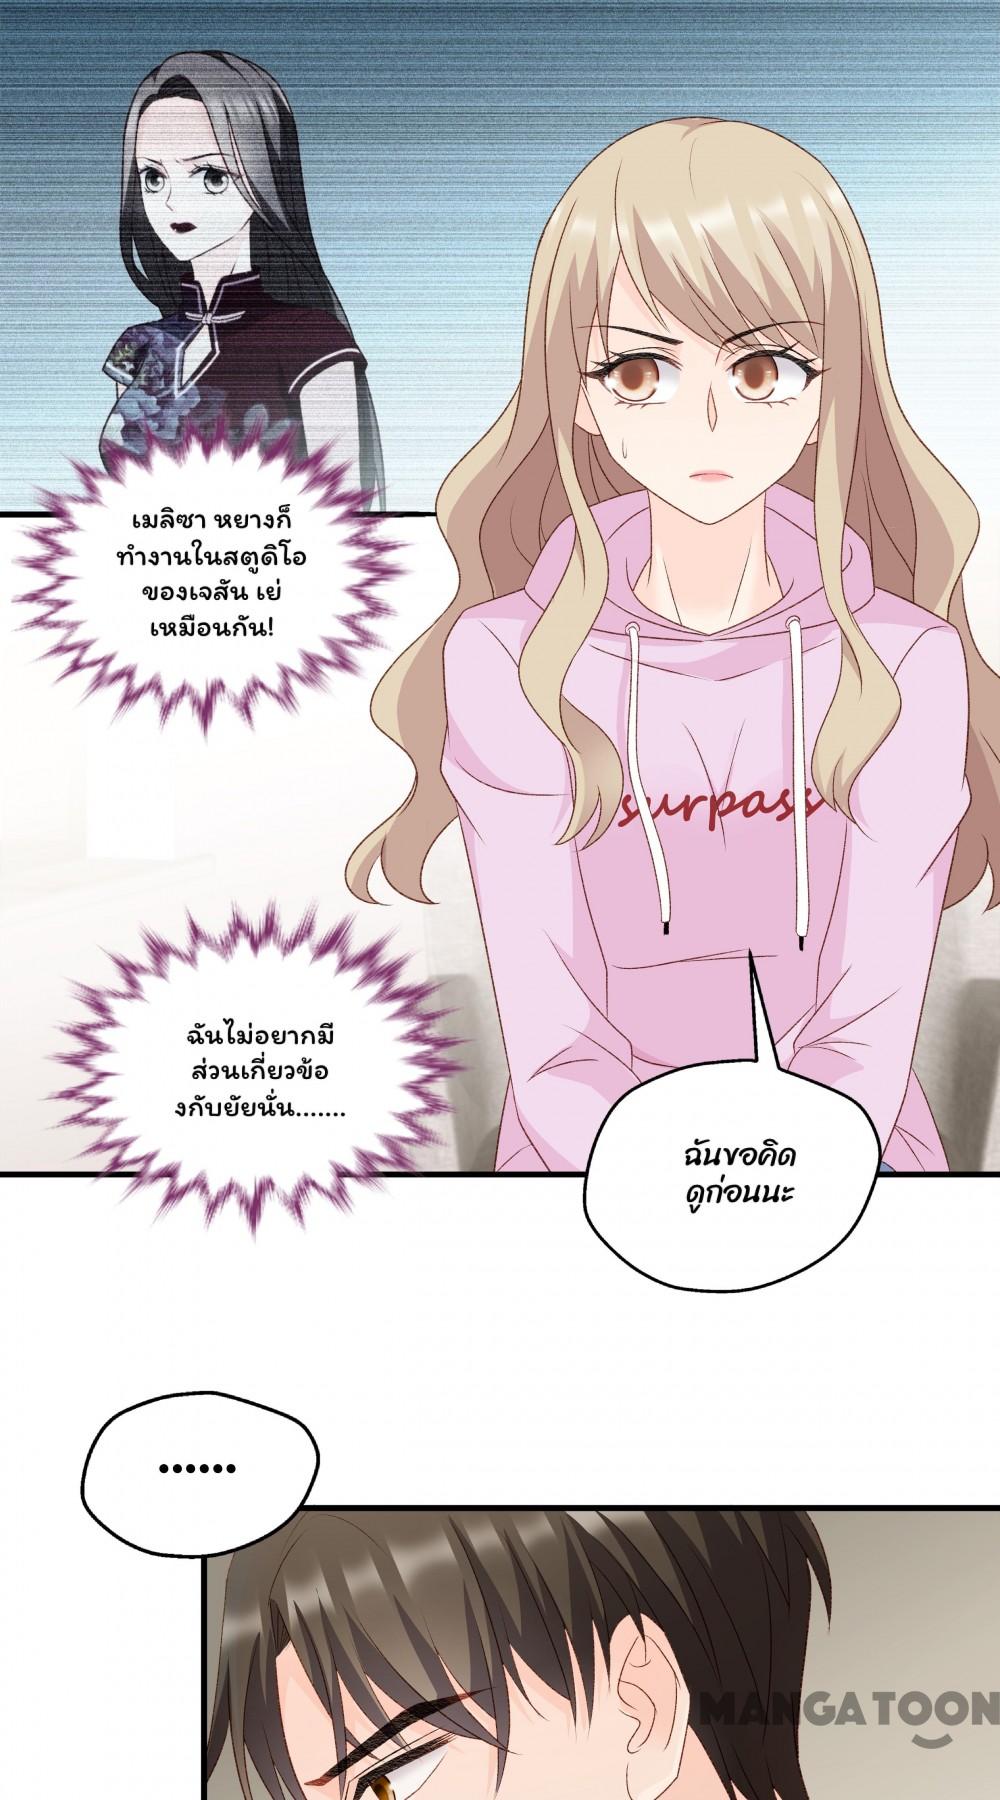 เมลิซา หยางก็
ทำงานในสตูดิโอ
ของเจสัน เย่
เหมือนกัน!
surpass
ฉันไม่อยากมี
ส่วนเกี่ยวข้อ
งกับยัยนั่น.......
ฉันขอคิด
ดูก่อนนะ
......
MANGATOON